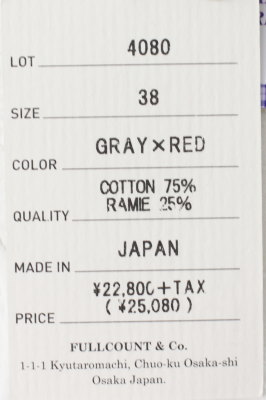 LOT 4080
SIZE 38
COLOR GRAY×RED
QUALITY COTTON 75%
RAMIE 25%
MADE IN JAPAN
PRICE ¥22,800+TAX
(¥25,080)
FULLCOUNT & Co.
1-1-1 Kyutaromachi, Chuo-ku Osaka-shi
Osaka Japan.